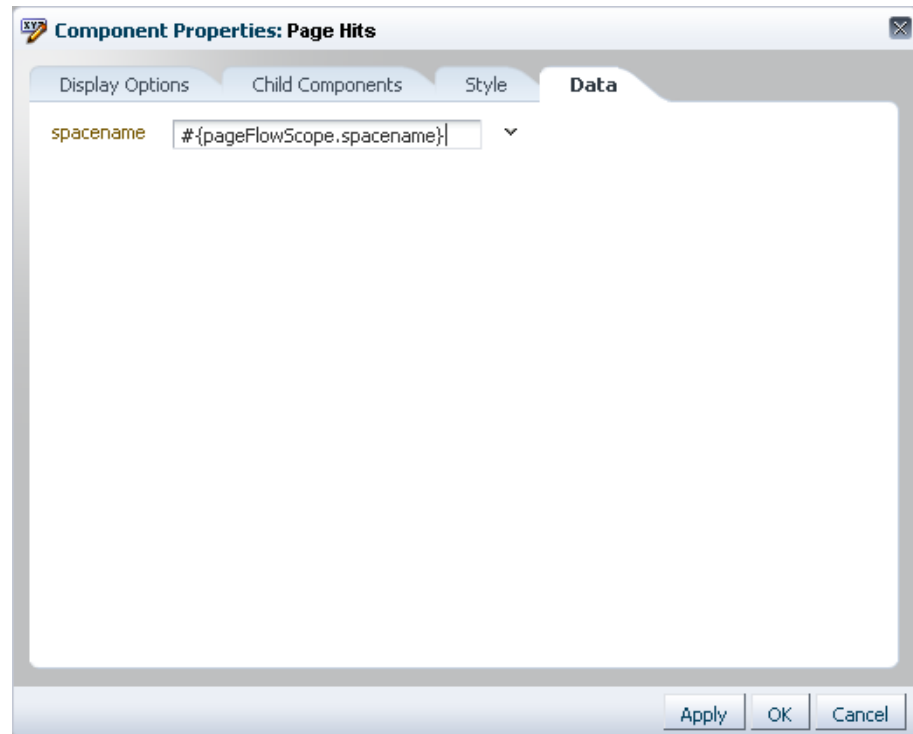 Component Properties: Page Hits
Display Options Child Components Style Data
spacename #{pageFlowScope.spacename}
Apply OK Cancel